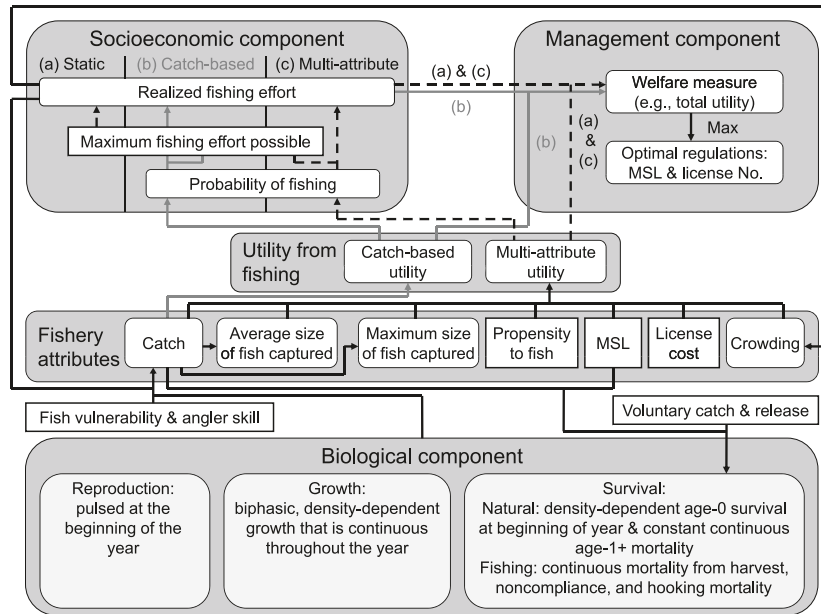 Socioeconomic component
(a) Static
(b) Catch-based
(c) Multi-attribute
Realized fishing effort
Maximum fishing effort possible
Probability of fishing
(a) & (c)
(b)
(b)
(a)
&
(c)
Management component
Welfare measure
(e.g., total utility)
Max
Optimal regulations:
MSL & license No.
Utility from
fishing
Catch-based
utility
Multi-attribute
utility
Fishery
attributes
Catch
Average size
of fish captured
Maximum size
of fish captured
Propensity
to fish
MSL
License
cost
Crowding
Fish vulnerability & angler skill
Voluntary catch & release
Biological component
Reproduction:
pulsed at the
beginning of the
year
Growth:
biphasic, density-dependent
growth that is continuous
throughout the year
Survival:
Natural: density-dependent age-0 survival
at beginning of year & constant continuous
age-1+ mortality
Fishing: continuous mortality from harvest,
noncompliance, and hooking mortality